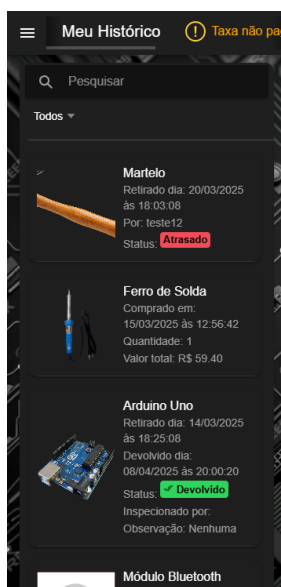 Meu Histórico
Taxa não pa
Pesquisar
Todos
Martelo
Retirado dia: 20/03/2025
às 18:03:08
Por: teste12
Status: Atrasado
Ferro de Solda
Comprado em:
15/03/2025 às 12:56:42
Quantidade: 1
Valor total: R$ 59.40
Arduino Uno
Retirado dia: 14/03/2025
às 18:25:08
Devolvido dia:
08/04/2025 às 20:00:20
Status: ✓ Devolvido
Inspecionado por:
Observação: Nenhuma
Módulo Bluetooth